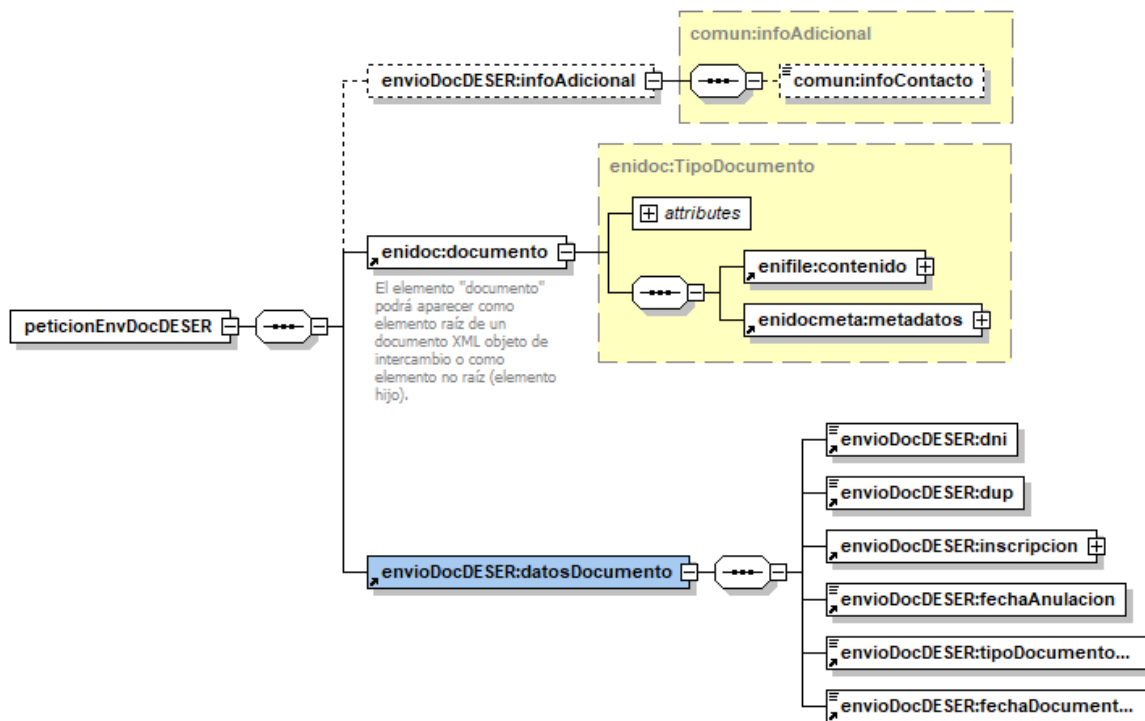 comun:infoAdicional
envioDocDESER:infoAdicional
comun:infoContacto
enidoc:TipoDocumento
attributes
enidoc:documento
enifile:contenido
El elemento "documento"
podrá aparecer como
elemento raíz de un
documento XML objeto de
intercambio o como
elemento no raíz (elemento
hijo).
enidocmeta:metadatos
peticionEnvDocDESER
envioDocDESER:dni
envioDocDESER:dup
envioDocDESER:inscripcion
envioDocDESER:datosDocumento
envioDocDESER:fechaAnulacion
envioDocDESER:tipoDocumento...
envioDocDESER:fechaDocument...